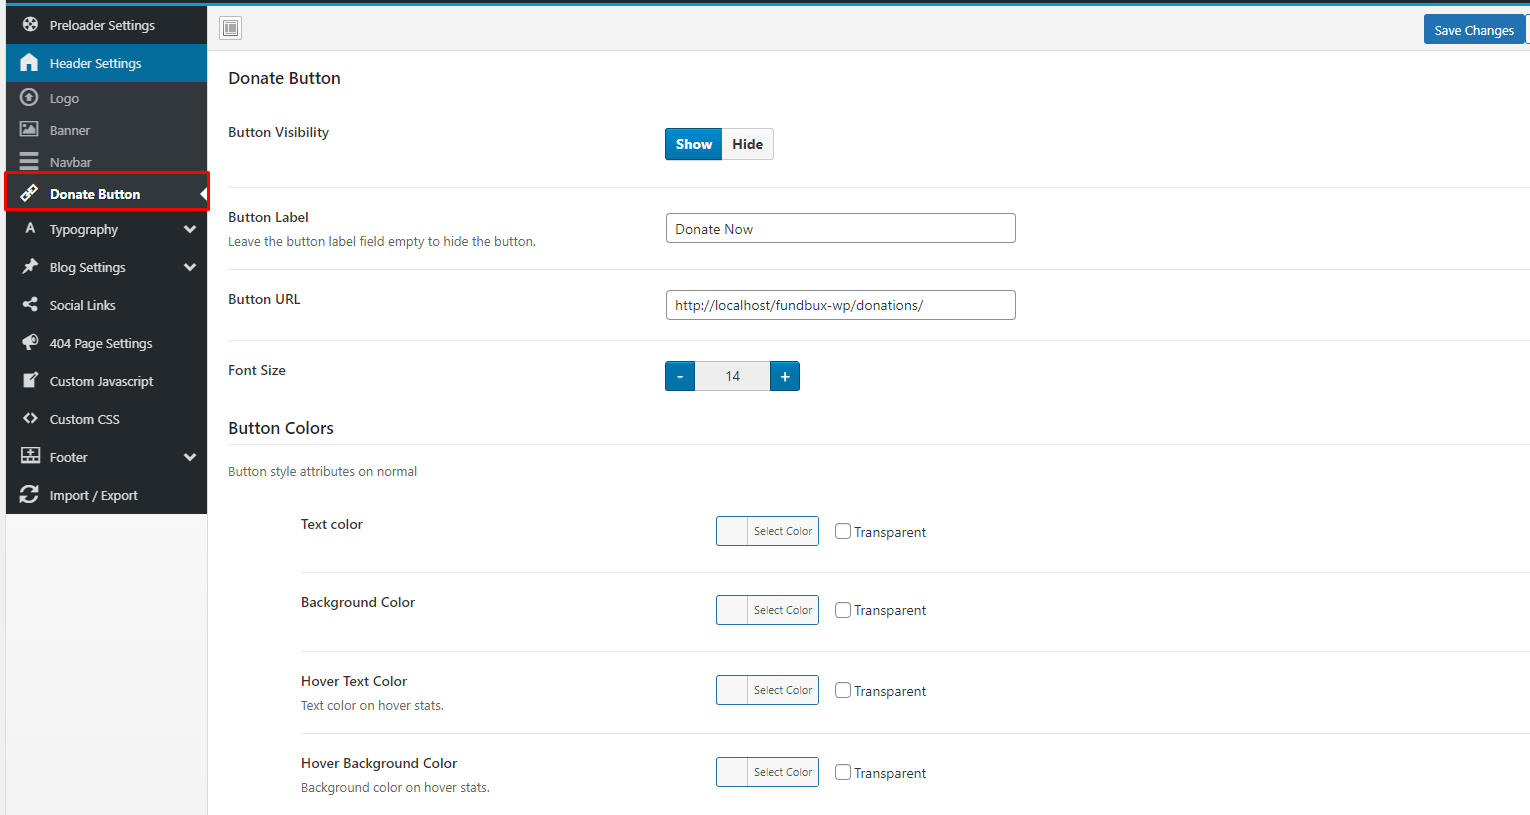 Preloader Settings
Header Settings
Logo
Banner
Navbar
Donate Button
Typography
Blog Settings
Social Links
404 Page Settings
Custom Javascript
Custom CSS
Footer
Import / Export
Save Changes
Donate Button
Button Visibility
Show Hide
Button Label
Leave the button label field empty to hide the button.
Donate Now
Button URL
http://localhost/fundbux-wp/donations/
Font Size
- 14 +
Button Colors
Button style attributes on normal
Text color
Select Color Transparent
Background Color
Select Color Transparent
Hover Text Color
Text color on hover stats.
Select Color Transparent
Hover Background Color
Background color on hover stats.
Select Color Transparent